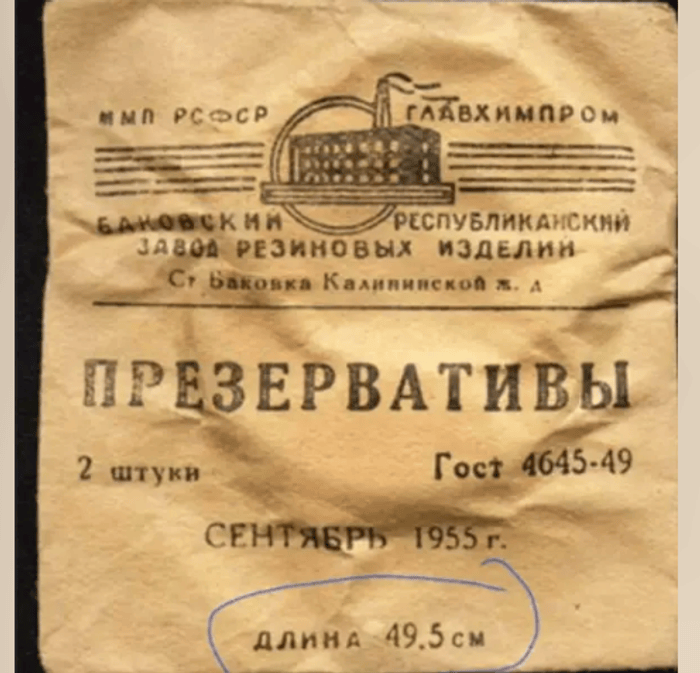 ММП РСФСР ГЛАВХИМПРОМ
БАКОВСКИЙ РЕСПУБЛИКАНСКИЙ
ЗАВОД РЕЗИНОВЫХ ИЗДЕЛИЙ
Ст Баковка Калининской ж. д
ПРЕЗЕРВАТИВЫ
2 штуки Гост 4645-49
СЕНТЯБРЬ 1955 г.
ДЛИНА 49.5 см